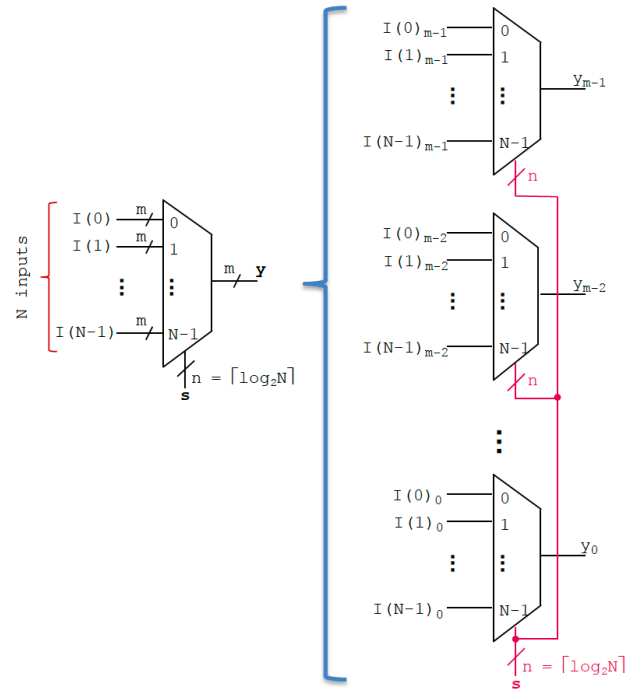 N inputs
I(0) m 0
I(1) m 1
⋮ ⋮
I(N-1) m N-1
m y
n = ⌈log₂N⌉
s
I(0)ₘ₋₁ 0
I(1)ₘ₋₁ 1
⋮ ⋮
I(N-1)ₘ₋₁ N-1
yₘ₋₁
n
I(0)ₘ₋₂ 0
I(1)ₘ₋₂ 1
⋮ ⋮
I(N-1)ₘ₋₂ N-1
yₘ₋₂
n
⋮
I(0)₀ 0
I(1)₀ 1
⋮ ⋮
I(N-1)₀ N-1
y₀
n = ⌈log₂N⌉
s